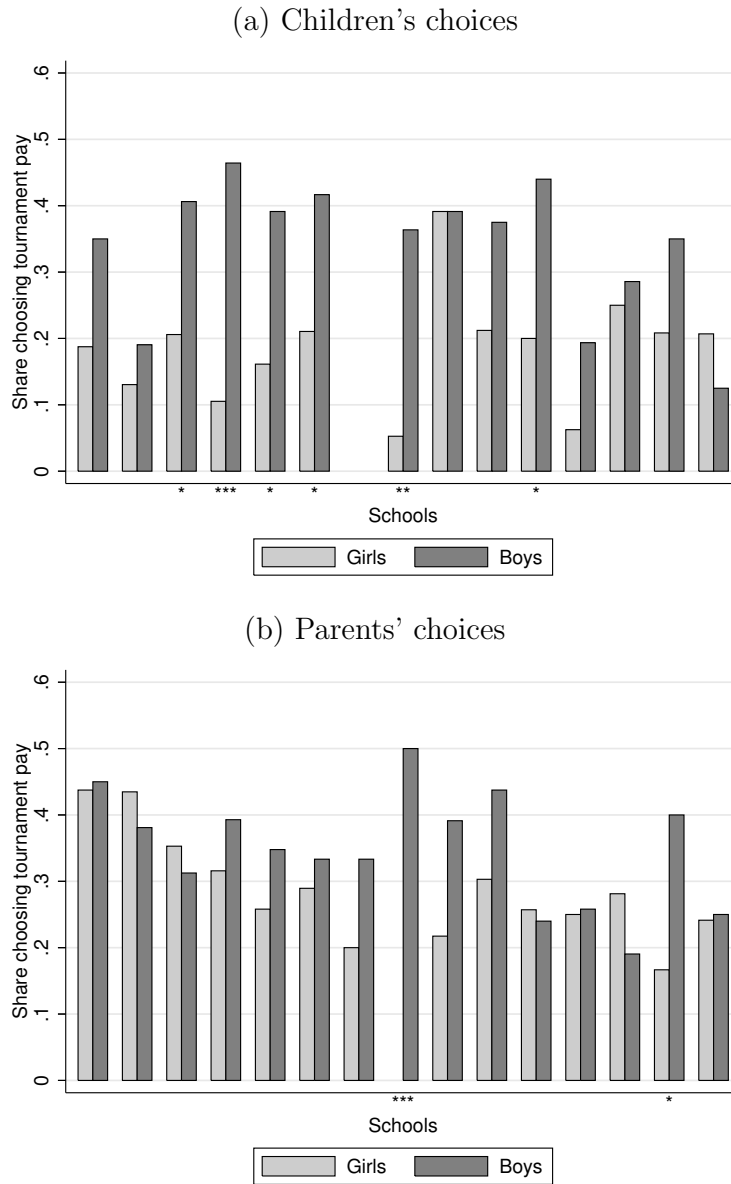 (a) Children’s choices
Share choosing tournament pay
0 .1 .2 .3 .4 .5 .6
* *** * * ** *
Schools
Girls Boys
(b) Parents’ choices
Share choosing tournament pay
0 .1 .2 .3 .4 .5 .6
*** *
Schools
Girls Boys